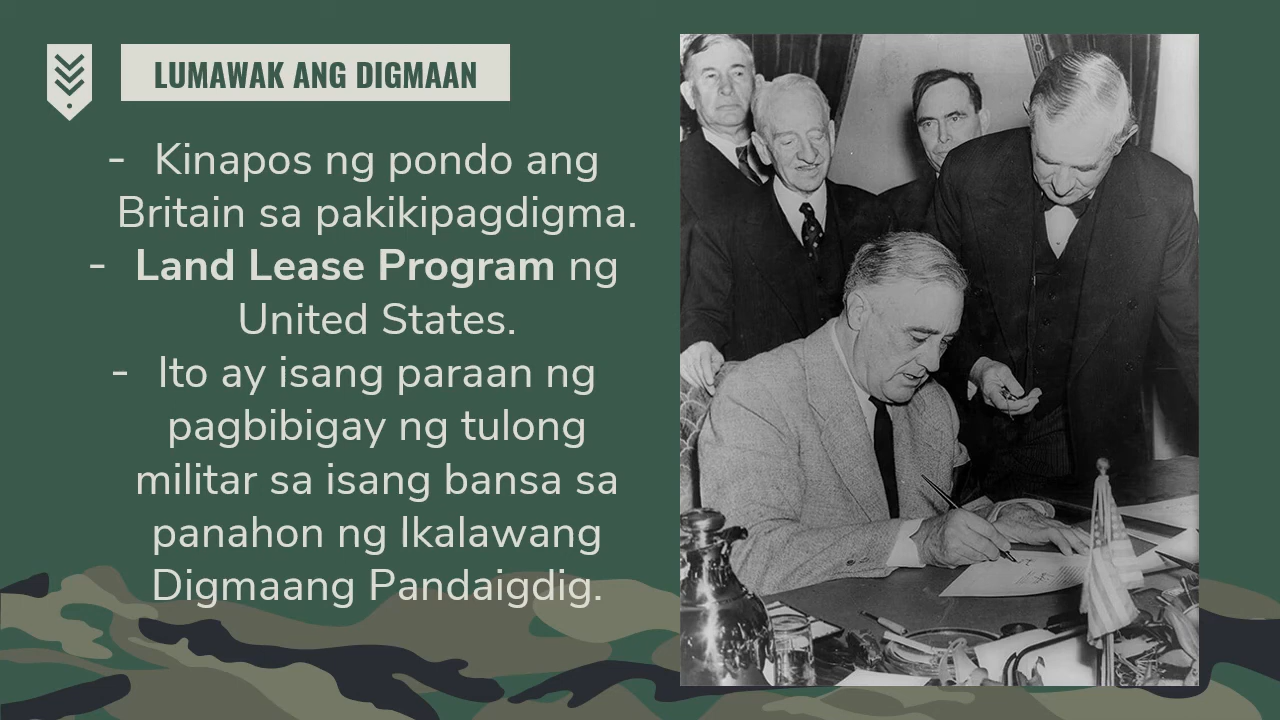 LUMAWAK ANG DIGMAAN
- Kinapos ng pondo ang
Britain sa pakikipagdigma.
- Land Lease Program ng
United States.
- Ito ay isang paraan ng
pagbibigay ng tulong
militar sa isang bansa sa
panahon ng Ikalawang
Digmaang Pandaigdig.